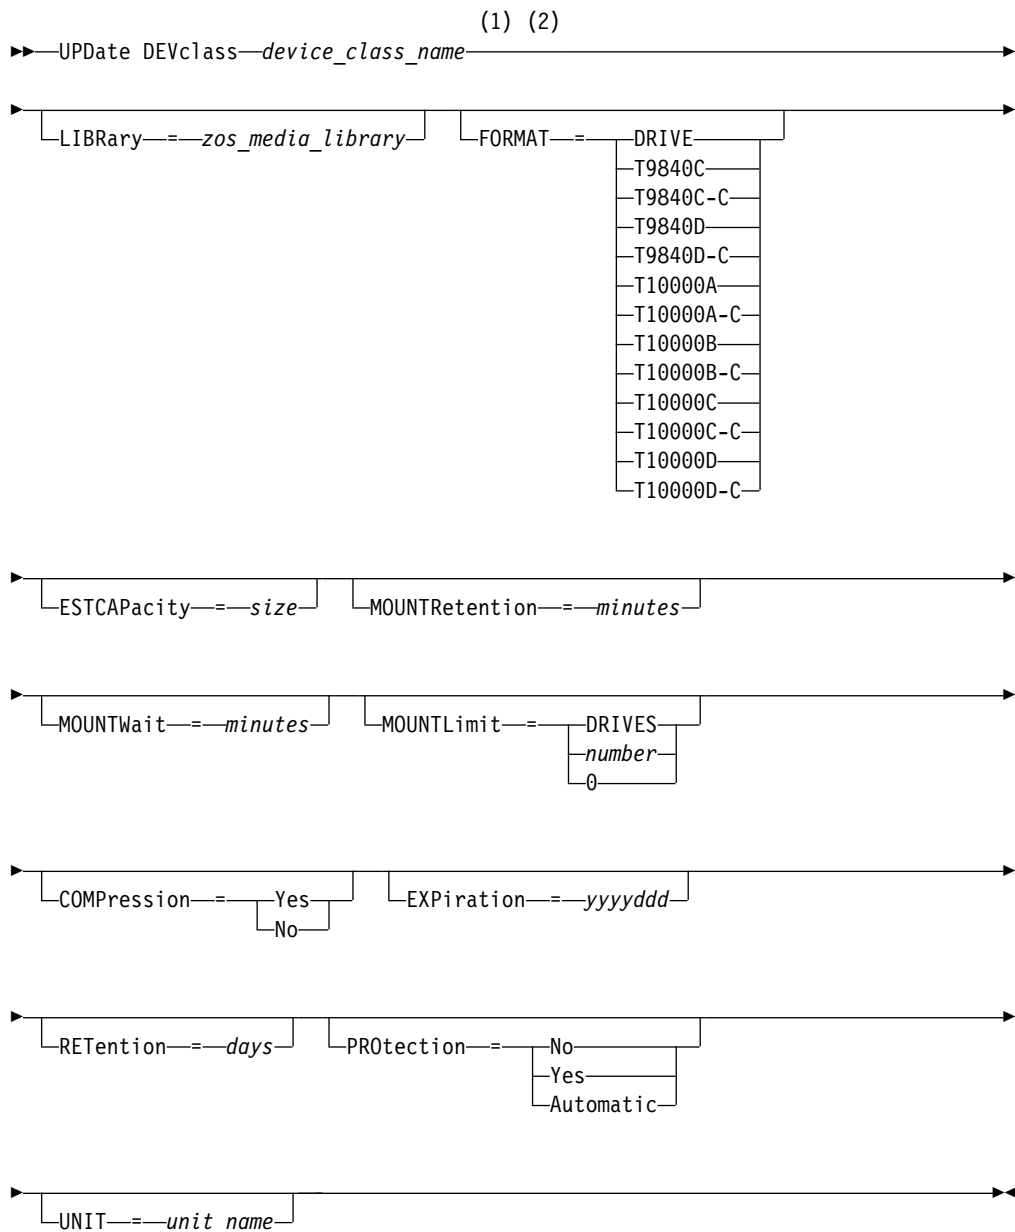 (1) (2)
UPDate DEVclass device_class_name
LIBRary = zos_media_library FORMAT = DRIVE
T9840C
T9840C-C
T9840D
T9840D-C
T10000A
T10000A-C
T10000B
T10000B-C
T10000C
T10000C-C
T10000D
T10000D-C
ESTCAPacity = size MOUNTRetention = minutes
MOUNTWait = minutes MOUNTLimit = DRIVES
number
0
COMPression = Yes EXPiration = yyyyddd
No
RETention = days PROtection = No
Yes
Automatic
UNIT = unit_name